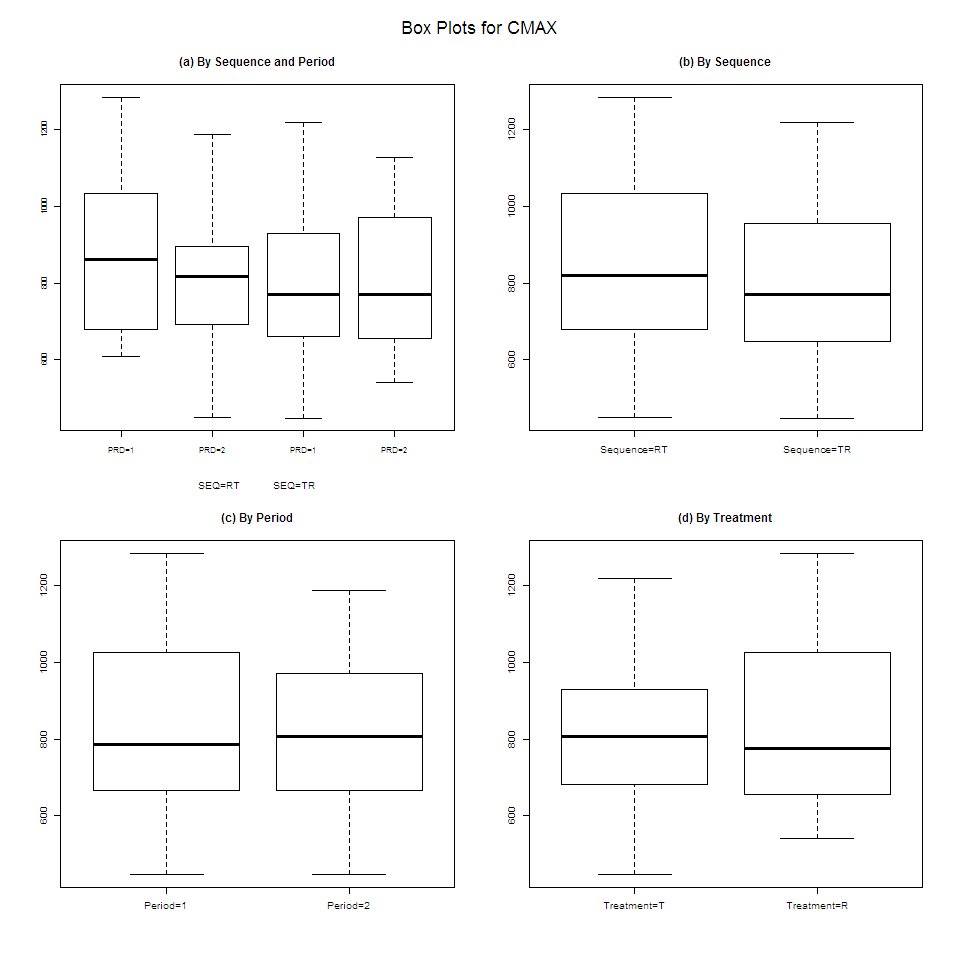 Box Plots for CMAX
(a) By Sequence and Period
1200
1000
800
600
PRD=1 PRD=2 PRD=1 PRD=2
SEQ=RT SEQ=TR
(b) By Sequence
1200
1000
800
600
Sequence=RT Sequence=TR
(c) By Period
1200
1000
800
600
Period=1 Period=2
(d) By Treatment
1200
1000
800
600
Treatment=T Treatment=R